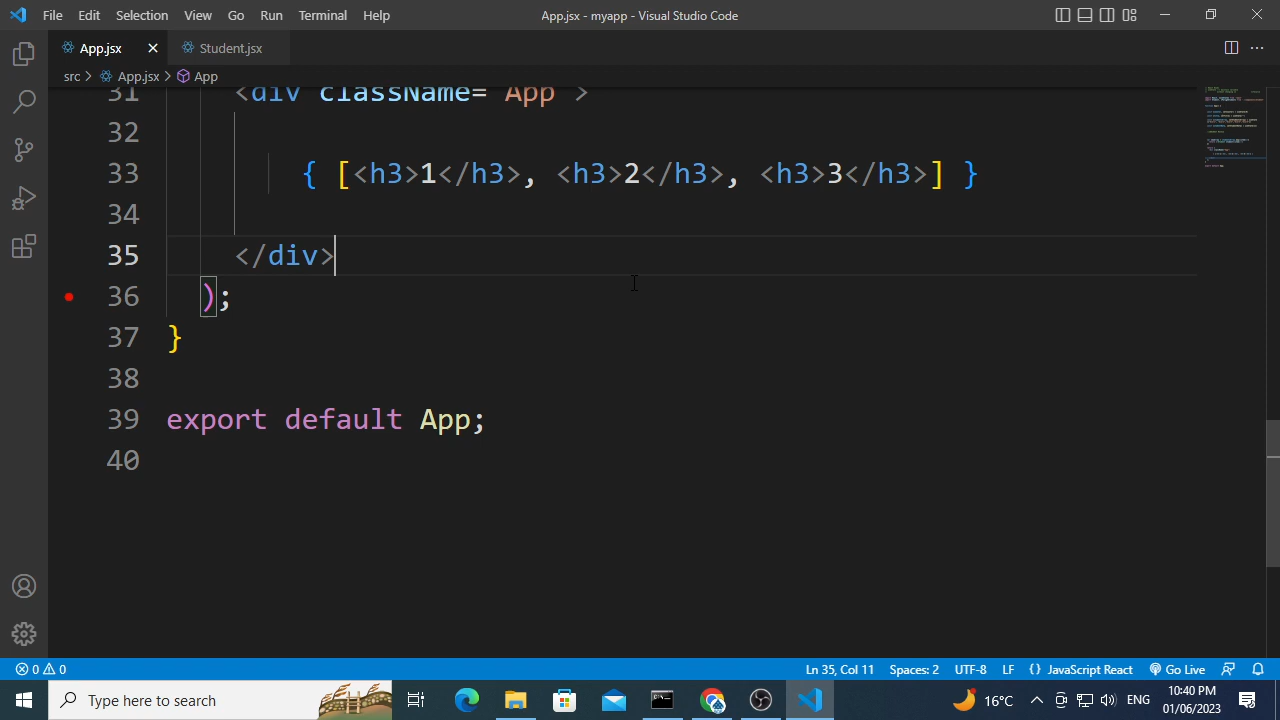 File Edit Selection View Go Run Terminal Help App.jsx - myapp - Visual Studio Code
App.jsx Student.jsx
src App.jsx App
31 <div className="App">
32
33 { [<h3>1</h3>, <h3>2</h3>, <h3>3</h3>] }
34
35 </div>
36 );
37 }
38
39 export default App;
40
0 0 Ln 35, Col 11 Spaces: 2 UTF-8 LF {} JavaScript React Go Live
Type here to search 16°C ENG 10:40 PM
01/06/2023